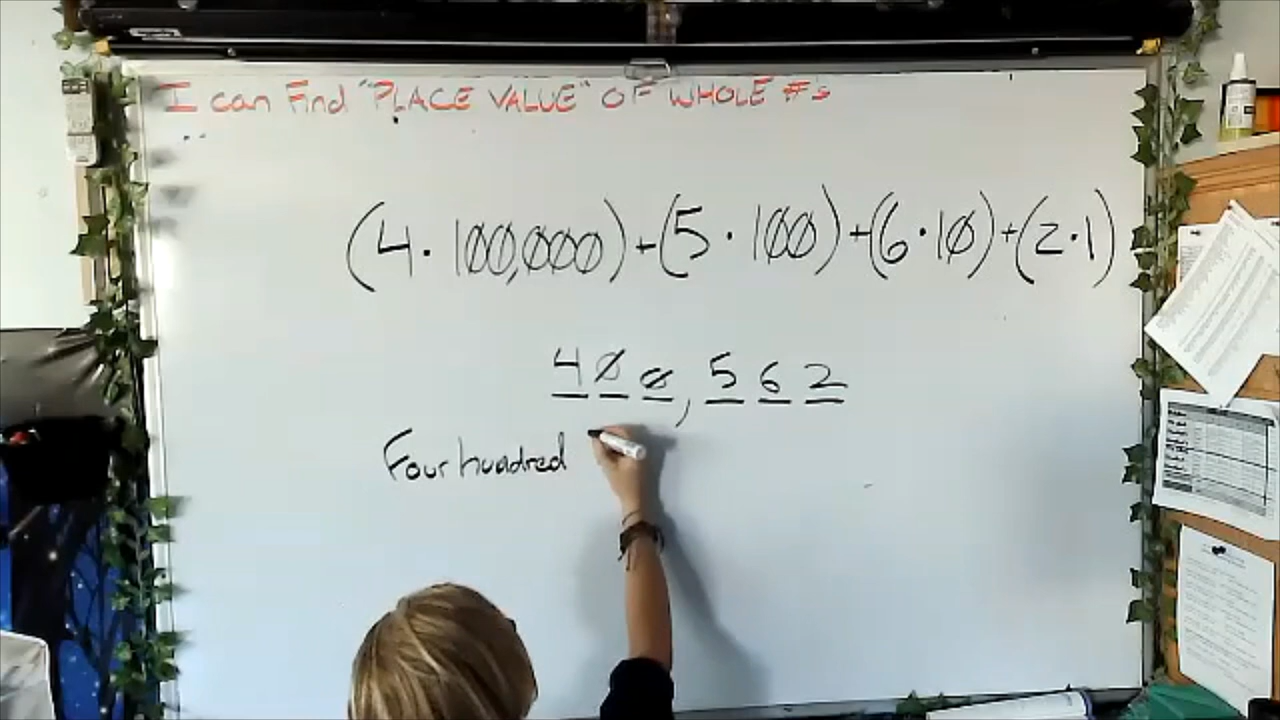 I can Find "PLACE VALUE" OF WHOLE #'s
(4 · 100,000) + (5 · 100) + (6 · 10) + (2 · 1)
400,562
Four hundred